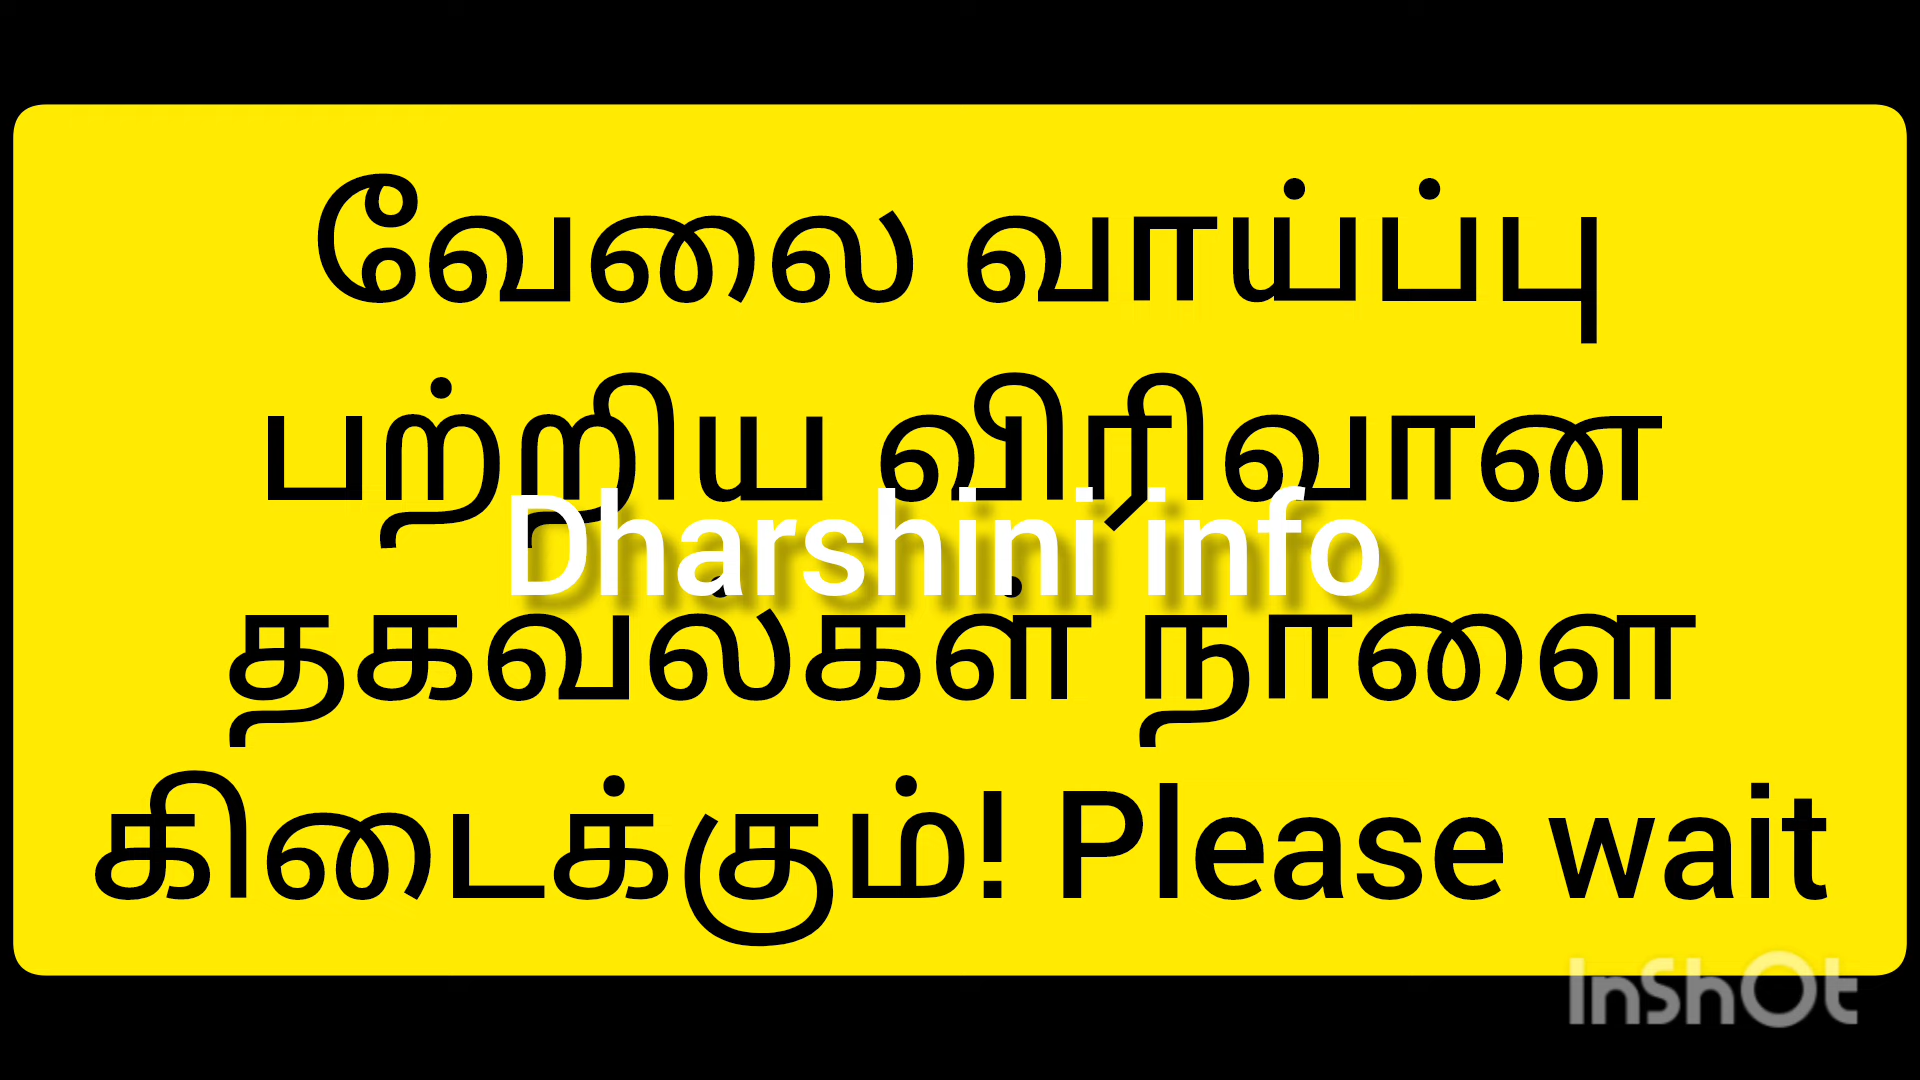 வேலை வாய்ப்பு
பற்றிய விரிவான
Dharshini info
தகவல்கள் நாளை
கிடைக்கும்! Please wait
InShOt